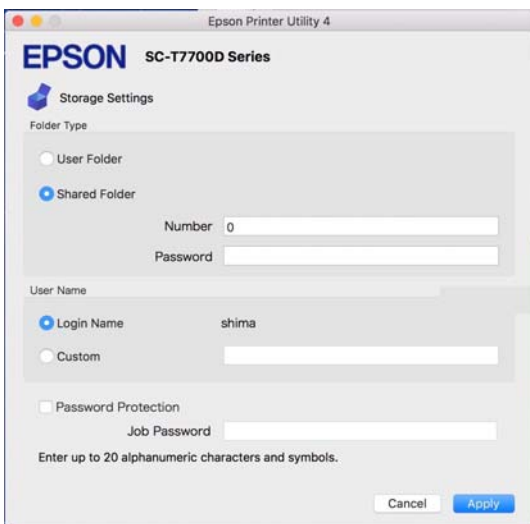 Epson Printer Utility 4
EPSON SC-T7700D Series
Storage Settings
Folder Type
User Folder
Shared Folder
Number 0
Password
User Name
Login Name shima
Custom
Password Protection
Job Password
Enter up to 20 alphanumeric characters and symbols.
Cancel Apply